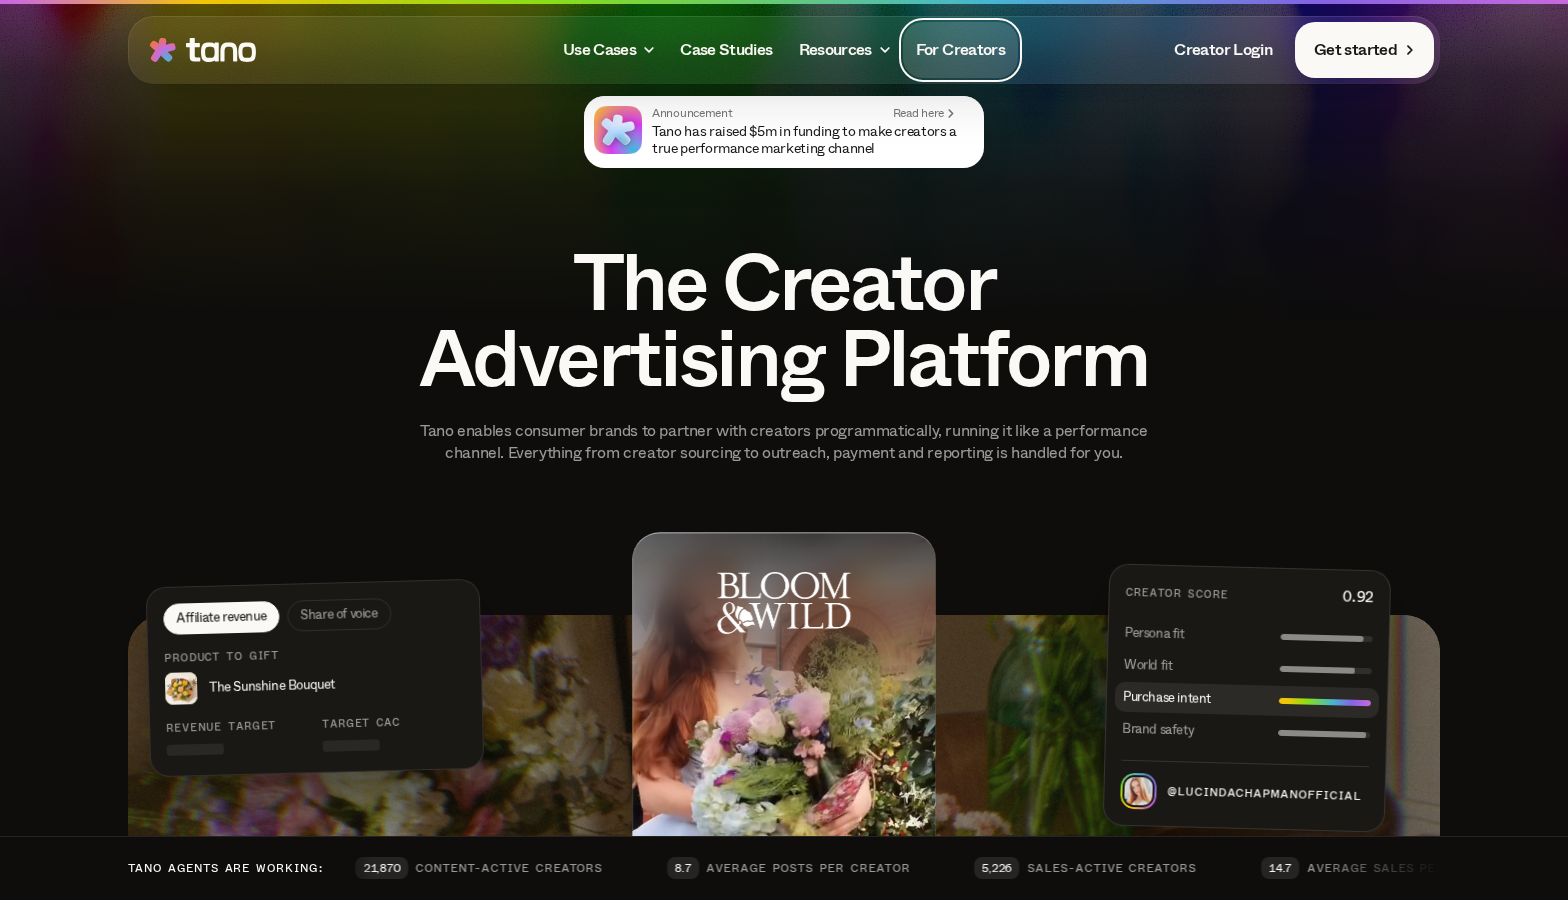 tano
Use Cases
Case Studies
Resources
For Creators
Creator Login
Get started
Announcement
Read here
Tano has raised $5m in funding to make creators a
true performance marketing channel
The Creator
Advertising Platform
Tano enables consumer brands to partner with creators programmatically, running it like a performance
channel. Everything from creator sourcing to outreach, payment and reporting is handled for you.
Affiliate revenue
Share of voice
PRODUCT TO GIFT
The Sunshine Bouquet
REVENUE TARGET
TARGET CAC
BLOOM
&WILD
CREATOR SCORE
0.92
Persona fit
World fit
Purchase intent
Brand safety
@LUCINDACHAPMANOFFICIAL
TANO AGENTS ARE WORKING:
21,870 CONTENT-ACTIVE CREATORS
8.7 AVERAGE POSTS PER CREATOR
5,226 SALES-ACTIVE CREATORS
14.7 AVERAGE SALES